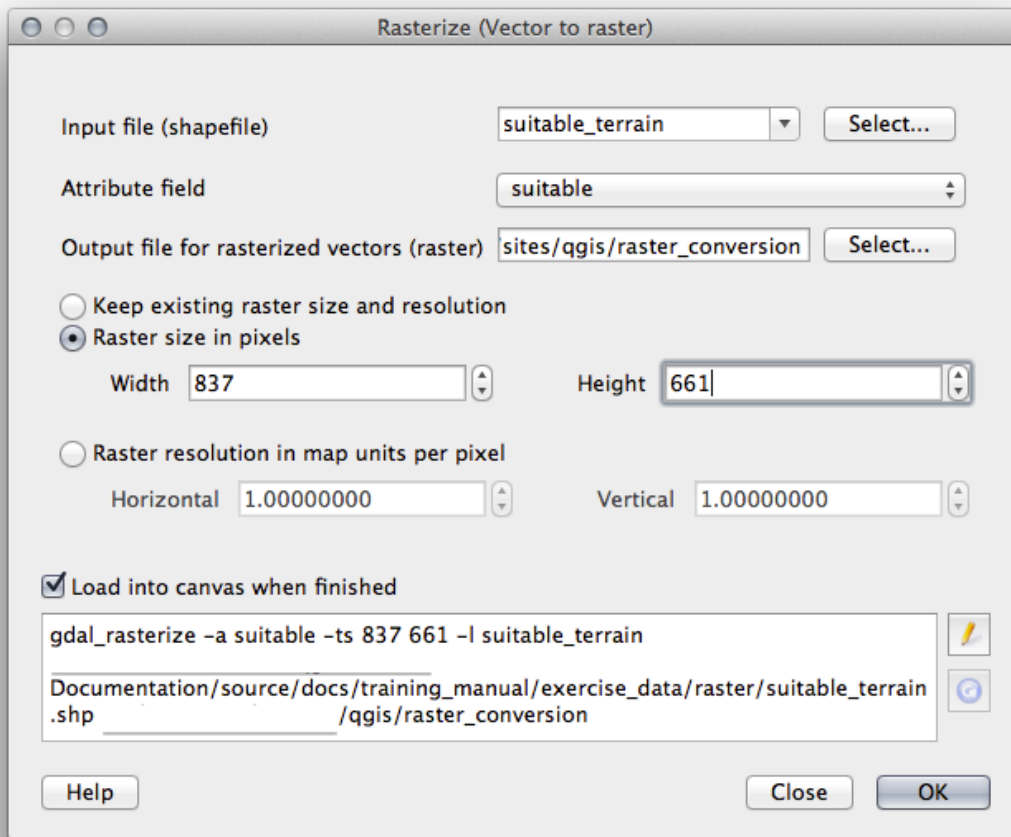 Rasterize (Vector to raster)
Input file (shapefile) suitable_terrain Select...
Attribute field suitable
Output file for rasterized vectors (raster) sites/qgis/raster_conversion Select...
Keep existing raster size and resolution
Raster size in pixels
Width 837 Height 661
Raster resolution in map units per pixel
Horizontal 1.00000000 Vertical 1.00000000
Load into canvas when finished
gdal_rasterize -a suitable -ts 837 661 -l suitable_terrain
Documentation/source/docs/training_manual/exercise_data/raster/suitable_terrain
.shp /qgis/raster_conversion
Help Close OK